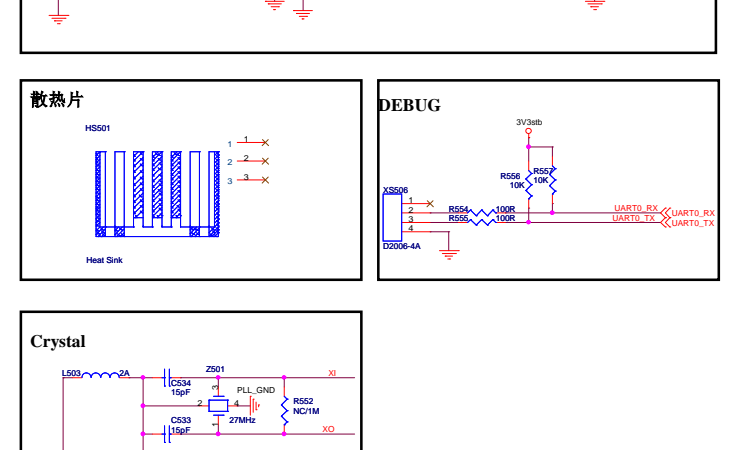 散热片
HS501
1 1
2 2
3 3
Heat Sink
DEBUG
3V3stb
R556
10K
R557
10K
XS506
1
2
3
4
R554 100R
R555 100R
UART0_RX
UART0_TX
UART0_RX
UART0_TX
D2006-4A
Crystal
L503 2A
C534
15pF
Z501
3
2 4
1
PLL_GND
27MHz
R552
NC/1M
XI
C533
15pF
XO